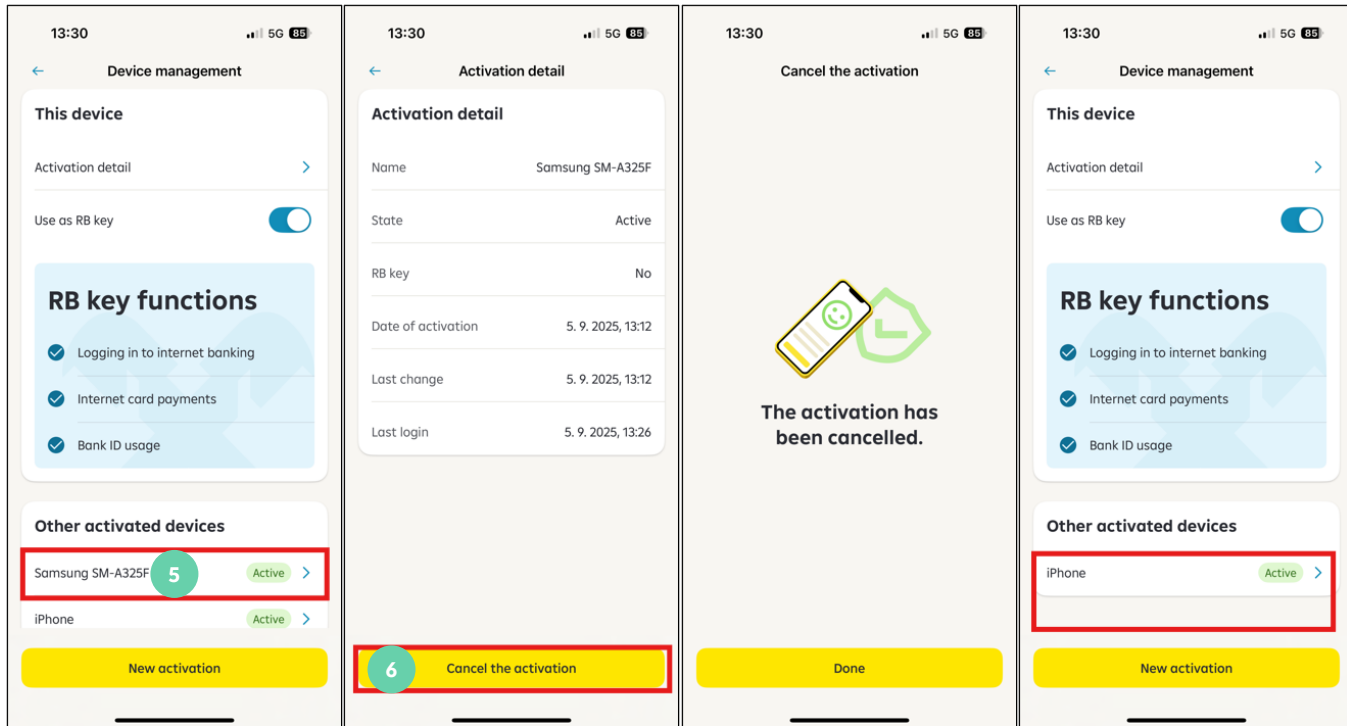 13:30
5G 85
Device management
This device
Activation detail
Use as RB key
RB key functions
Logging in to internet banking
Internet card payments
Bank ID usage
Other activated devices
Samsung SM-A325F 5 Active
iPhone Active
New activation
13:30
5G 85
Activation detail
Activation detail
Name Samsung SM-A325F
State Active
RB key No
Date of activation 5. 9. 2025, 13:12
Last change 5. 9. 2025, 13:12
Last login 5. 9. 2025, 13:26
6 Cancel the activation
13:30
5G 85
Cancel the activation
The activation has
been cancelled.
Done
13:30
5G 85
Device management
This device
Activation detail
Use as RB key
RB key functions
Logging in to internet banking
Internet card payments
Bank ID usage
Other activated devices
iPhone Active
New activation